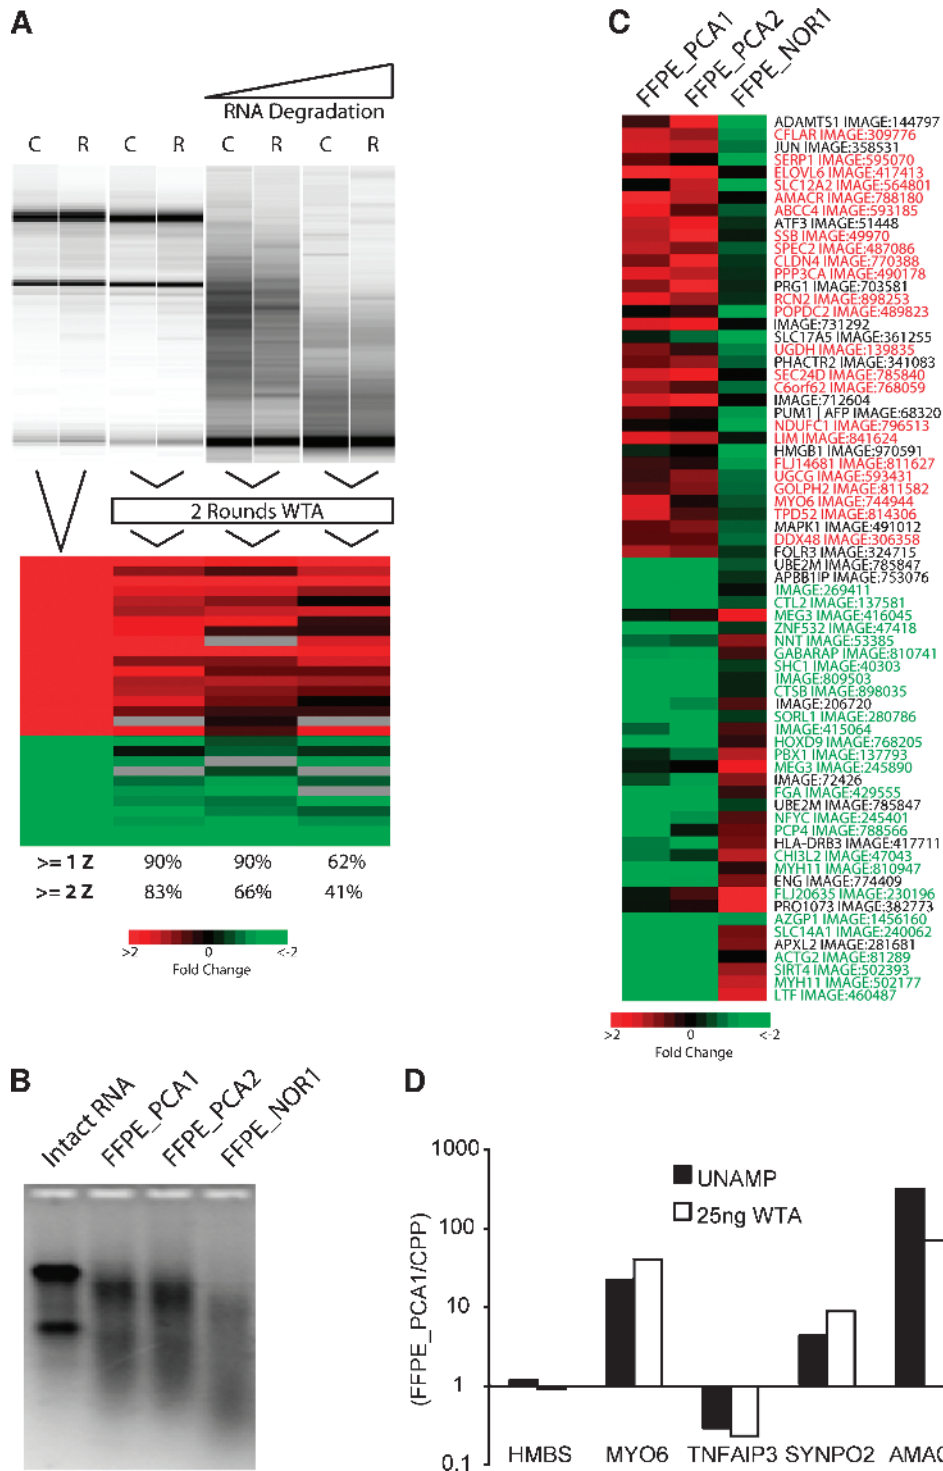 A
RNA Degradation
C R C R C R C R
2 Rounds WTA
>= 1 Z 90% 90% 62%
>= 2 Z 83% 66% 41%
>2 0 <-2
Fold Change
B
Intact RNA
FFPE_PCA1
FFPE_PCA2
FFPE_NOR1
C
FFPE_PCA1
FFPE_PCA2
FFPE_NOR1
ADAMTS1 IMAGE:144797
CFLAR IMAGE:309776
JUN IMAGE:358531
SERP1 IMAGE:595070
ELOVL6 IMAGE:417413
SLC12A2 IMAGE:564801
AMACR IMAGE:788180
ABCC4 IMAGE:593185
ATF3 IMAGE:51448
SSB IMAGE:49970
SPEC2 IMAGE:487086
CLDN4 IMAGE:770388
PPP3CA IMAGE:490178
PRG1 IMAGE:703581
RCN2 IMAGE:898253
POPDC2 IMAGE:489823
IMAGE:731292
SLC17A5 IMAGE:361255
UGDH IMAGE:139835
PHACTR2 IMAGE:341083
SEC24D IMAGE:785840
C6orf62 IMAGE:768059
IMAGE:712604
PUM1 | AFP IMAGE:68320
NDUFC1 IMAGE:796513
LIM IMAGE:841624
HMGB1 IMAGE:970591
FLJ14681 IMAGE:811627
UGCG IMAGE:593431
GOLPH2 IMAGE:811582
MYO6 IMAGE:744944
TPD52 IMAGE:814306
MAPK1 IMAGE:491012
DDX48 IMAGE:306358
FOLR3 IMAGE:324715
UBE2M IMAGE:785847
APBB1IP IMAGE:753076
IMAGE:269411
CTL2 IMAGE:137581
MEG3 IMAGE:416045
ZNF532 IMAGE:47418
NNT IMAGE:53385
GABARAP IMAGE:810741
SHC1 IMAGE:40303
IMAGE:809503
CTSB IMAGE:898035
IMAGE:206720
SORL1 IMAGE:280786
IMAGE:415064
HOXD9 IMAGE:768205
PBX1 IMAGE:137793
MEG3 IMAGE:245890
IMAGE:72426
FGA IMAGE:429555
UBE2M IMAGE:785847
NFYC IMAGE:245401
PCP4 IMAGE:788566
HLA-DRB3 IMAGE:417711
CHI3L2 IMAGE:47043
MYH11 IMAGE:810947
ENG IMAGE:774409
FLJ20635 IMAGE:230196
PRO1073 IMAGE:382773
AZGP1 IMAGE:1456160
SLC14A1 IMAGE:240062
APXL2 IMAGE:281681
ACTG2 IMAGE:81289
SIRT4 IMAGE:502393
MYH11 IMAGE:502177
LTF IMAGE:460487
>2 0 <-2
Fold Change
D
(FFPE_PCA1/CPP)
1000
100
10
1
0.1
UNAMP
25ng WTA
HMBS MYO6 TNFAIP3 SYNPO2 AMAC